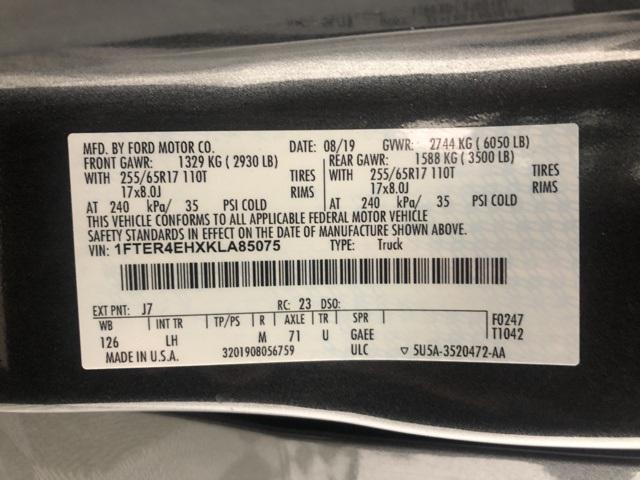 MFD. BY FORD MOTOR CO. DATE: 08/19 GVWR: 2744 KG ( 6050 LB)
FRONT GAWR: 1329 KG ( 2930 LB) REAR GAWR: 1588 KG ( 3500 LB)
WITH 255/65R17 110T TIRES WITH 255/65R17 110T TIRES
17x8.0J RIMS 17x8.0J RIMS
AT 240 kPa/ 35 PSI COLD AT 240 kPa/ 35 PSI COLD
THIS VEHICLE CONFORMS TO ALL APPLICABLE FEDERAL MOTOR VEHICLE
SAFETY STANDARDS IN EFFECT ON THE DATE OF MANUFACTURE SHOWN ABOVE.
VIN: 1FTER4EHXKLA85075 TYPE: Truck
EXT PNT: J7 RC: 23 DSO:
WB INT TR TP/PS R AXLE TR SPR F0247
126 LH M 71 U GAEE T1042
MADE IN U.S.A. 3201908056759 ULC ▽ 5U5A-3520472-AA